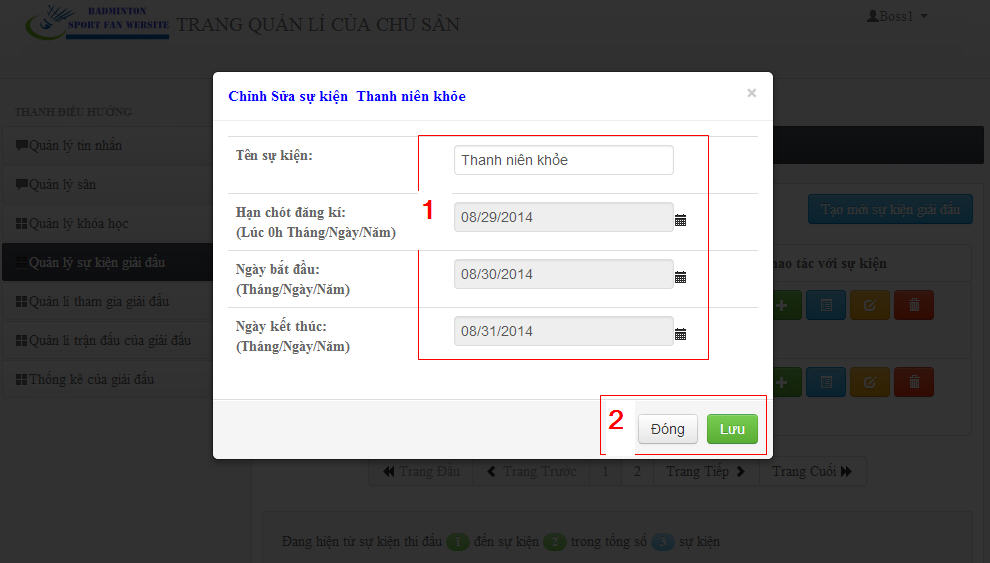 BADMINTON
SPORT FAN WEBSITE
TRANG QUẢN LÍ CỦA CHỦ SÂN
Boss1
Chỉnh Sửa sự kiện Thanh niên khỏe
×
THANH ĐIỀU HƯỚNG
Quản lý tin nhắn
Quản lý sân
Quản lý khóa học
Quản lý sự kiện giải đấu
Quản lí tham gia giải đấu
Quản lí trận đấu của giải đấu
Thống kê của giải đấu
Tên sự kiện:
Thanh niên khỏe
1
Hạn chót đăng kí:
(Lúc 0h Tháng/Ngày/Năm)
08/29/2014
Ngày bắt đầu:
(Tháng/Ngày/Năm)
08/30/2014
Ngày kết thúc:
(Tháng/Ngày/Năm)
08/31/2014
2
Đóng
Lưu
Tạo mới sự kiện giải đấu
hao tác với sự kiện
Trang Đầu
Trang Trước
1
2
Trang Tiếp
Trang Cuối
Đang hiện từ sự kiện thi đấu 1 đến sự kiện 2 trong tổng số 3 sự kiện